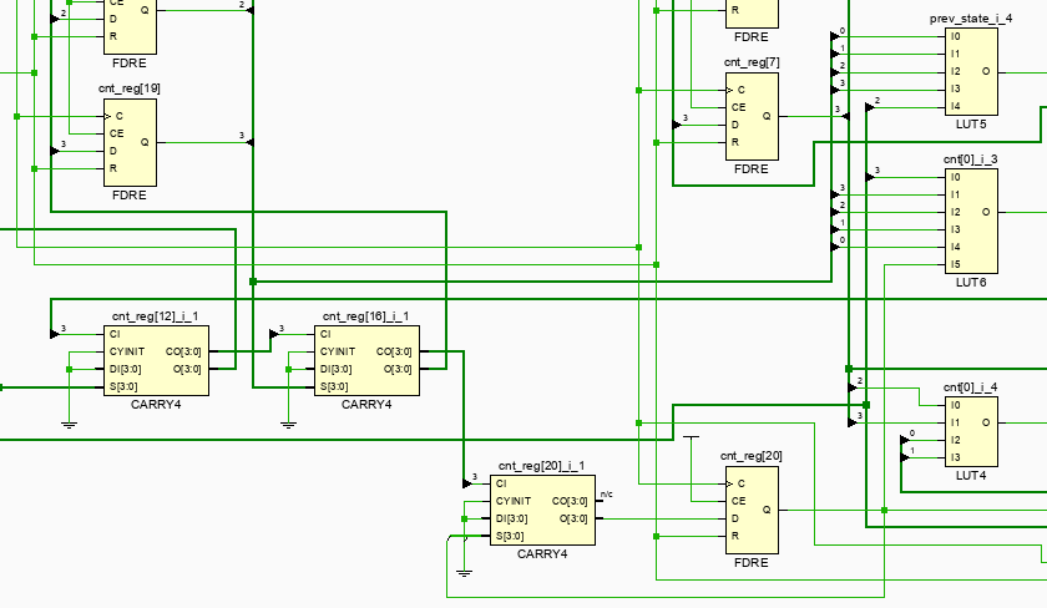 CE
2
D
Q
2
R
FDRE
cnt_reg[19]
C
CE
3
D
Q
3
R
FDRE
R
FDRE
cnt_reg[7]
C
CE
3
D
Q
3
R
FDRE
prev_state_i_4
0
I0
1
I1
2
I2
O
3
I3
2
I4
LUT5
cnt[0]_i_3
3
I0
3
I1
2
I2
O
1
I3
0
I4
I5
LUT6
cnt_reg[12]_i_1
3
CI
CYINIT
CO[3:0]
DI[3:0]
O[3:0]
S[3:0]
CARRY4
cnt_reg[16]_i_1
3
CI
CYINIT
CO[3:0]
DI[3:0]
O[3:0]
S[3:0]
CARRY4
cnt[0]_i_4
2
I0
3
I1
O
0
I2
1
I3
LUT4
cnt_reg[20]_i_1
3
CI
n/c
CYINIT
CO[3:0]
DI[3:0]
O[3:0]
S[3:0]
CARRY4
cnt_reg[20]
C
CE
D
Q
R
FDRE